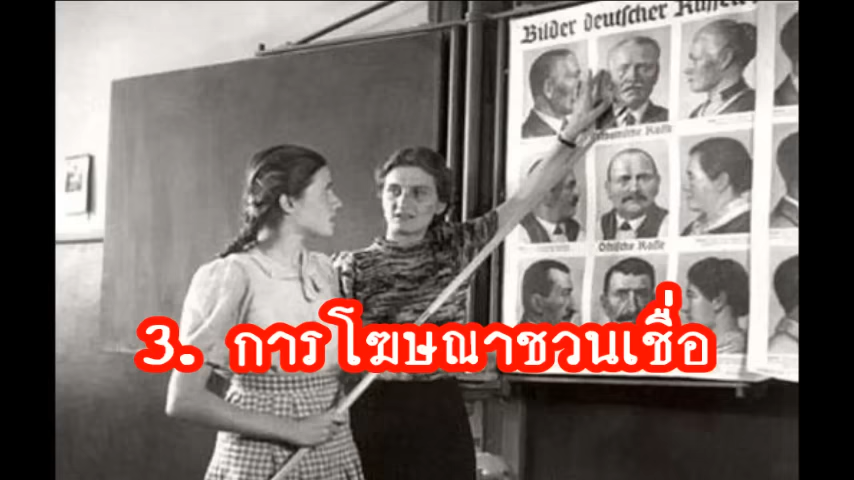 Bilder deutscher Rassen
Ostische Rasse
3. การโฆษณาชวนเชื่อ